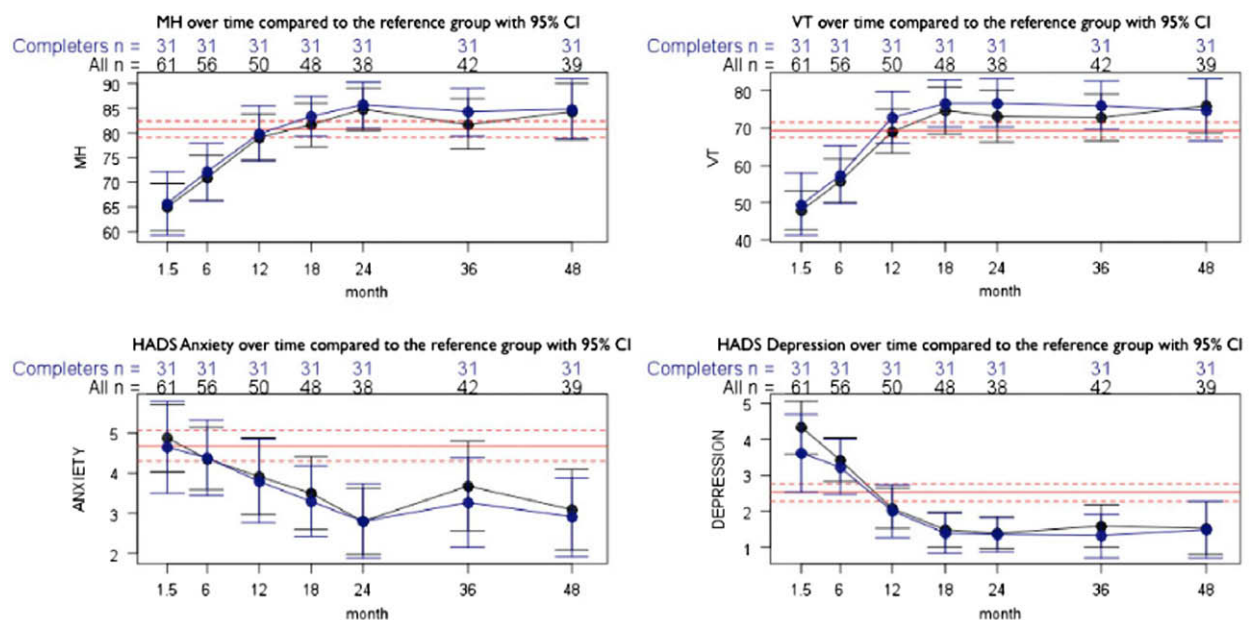 MH over time compared to the reference group with 95% CI
Completers n = 31 31 31 31 31 31 31
All n = 61 56 50 48 38 42 39
90
85
80
75
70
65
60
MH
1.5 6 12 18 24 36 48
month
VT over time compared to the reference group with 95% CI
Completers n = 31 31 31 31 31 31 31
All n = 61 56 50 48 38 42 39
80
70
60
50
40
VT
1.5 6 12 18 24 36 48
month
HADS Anxiety over time compared to the reference group with 95% CI
Completers n = 31 31 31 31 31 31 31
All n = 61 56 50 48 38 42 39
5
4
3
2
ANXIETY
1.5 6 12 18 24 36 48
month
HADS Depression over time compared to the reference group with 95% CI
Completers n = 31 31 31 31 31 31 31
All n = 61 56 50 48 38 42 39
5
4
3
2
1
DEPRESSION
1.5 6 12 18 24 36 48
month